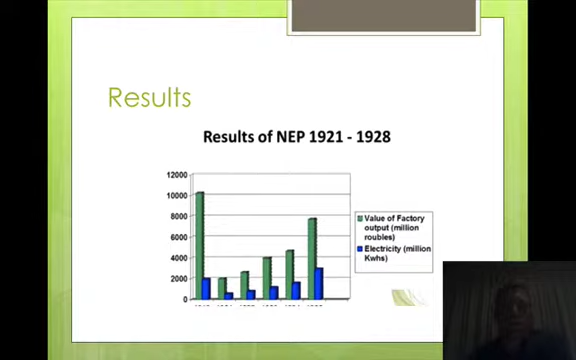 Results
Results of NEP 1921 - 1928
12000
10000
8000
6000
4000
2000
0
Value of Factory
output (million
roubles)
Electricity (million
Kwhs)